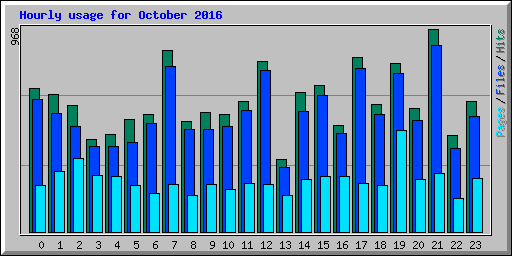 Hourly usage for October 2016
968
Pages / Files / Hits
0 1 2 3 4 5 6 7 8 9 10 11 12 13 14 15 16 17 18 19 20 21 22 23